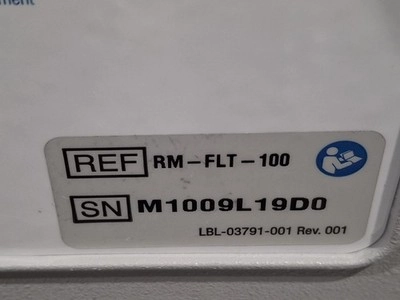 REF RM-FLT-100
SN M1009L19D0
LBL-03791-001 Rev. 001